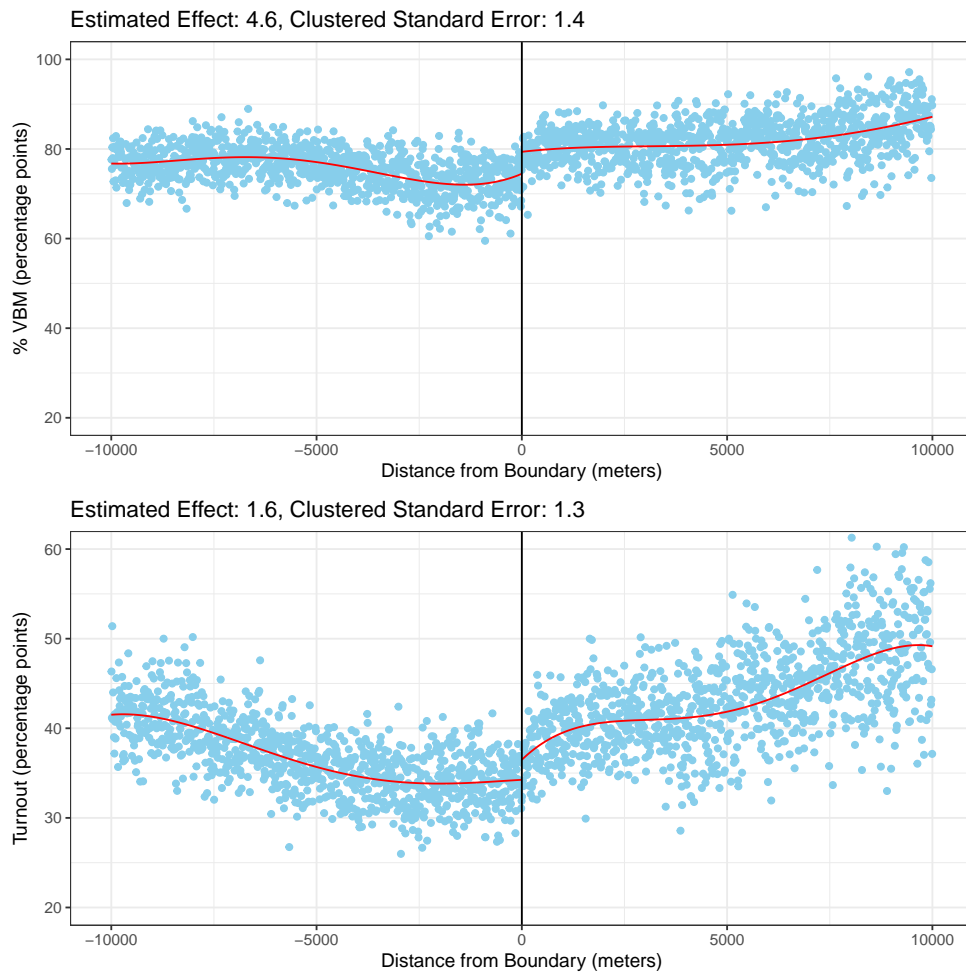 Estimated Effect: 4.6, Clustered Standard Error: 1.4
% VBM (percentage points)
100
80
60
40
20
−10000 −5000 0 5000 10000
Distance from Boundary (meters)
Estimated Effect: 1.6, Clustered Standard Error: 1.3
Turnout (percentage points)
60
50
40
30
20
−10000 −5000 0 5000 10000
Distance from Boundary (meters)